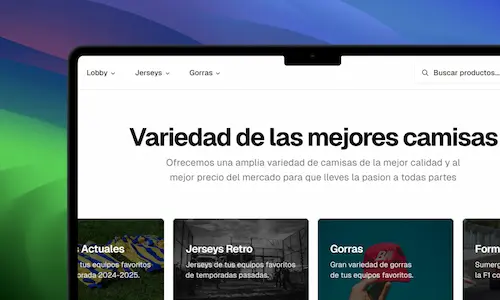 Lobby Jerseys Gorras Buscar productos...
Variedad de las mejores camisas
Ofrecemos una amplia variedad de camisas de la mejor calidad y al
mejor precio del mercado para que lleves la pasion a todas partes
s Actuales
tus equipos favoritos
orada 2024-2025.
Jerseys Retro
Jerseys de tus equipos favoritos
de temporadas pasadas.
Gorras
Gran variedad de gorras
de tus equipos favoritos.
Form
Sumerg
la F1 c